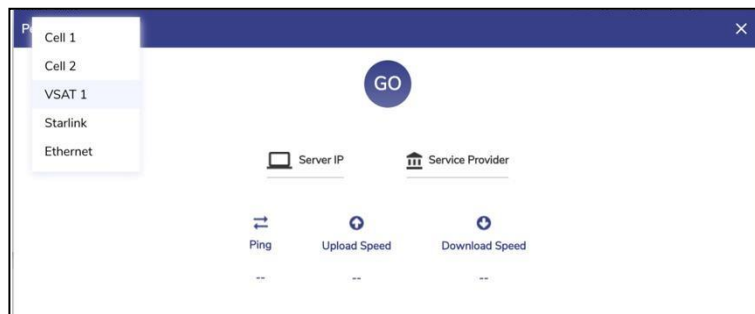 Cell 1
Cell 2
VSAT 1
Starlink
Ethernet
GO
Server IP Service Provider
Ping Upload Speed Download Speed
-- -- --